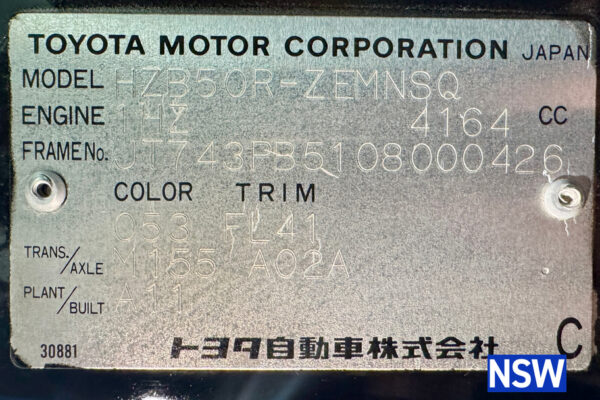 TOYOTA MOTOR CORPORATION JAPAN
MODEL HZB50R-ZEMNSQ
ENGINE 1HZ 4164 CC
FRAME No. JT743PB5108000426
COLOR TRIM
053 FL41
TRANS./AXLE M155 A02A
PLANT/BUILT A11
30881 トヨタ自動車株式会社 C
NSW